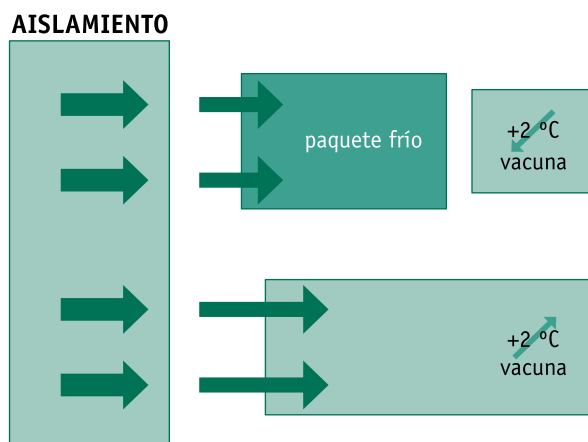 AISLAMIENTO
paquete frío
+2 ºC
vacuna
+2 ºC
vacuna